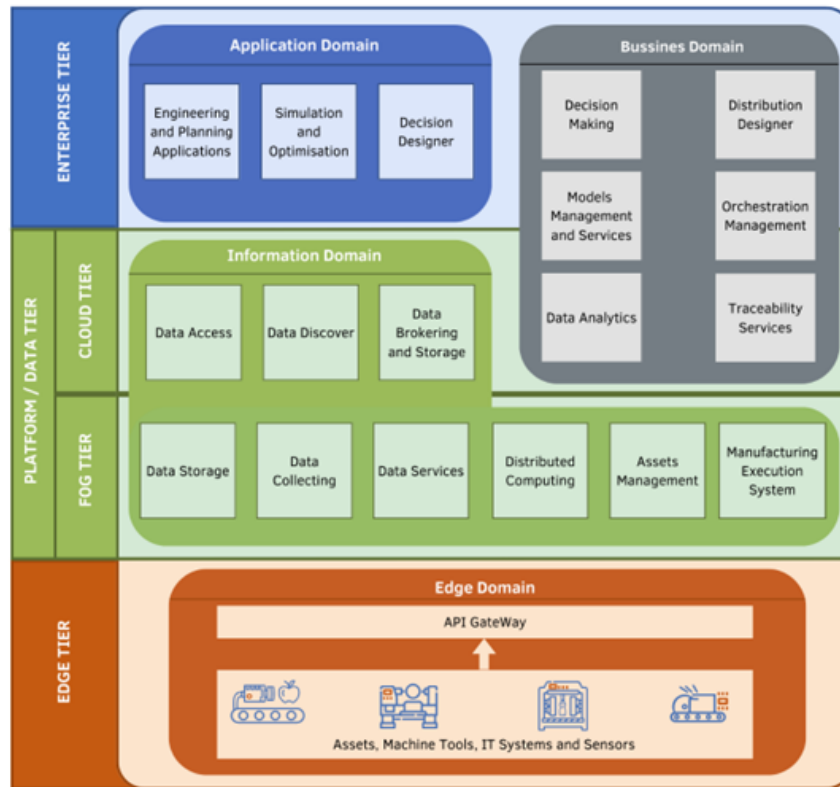 ENTERPRISE TIER
Application Domain
Engineering
and Planning
Applications
Simulation
and
Optimisation
Decision
Designer
Bussines Domain
Decision
Making
Distribution
Designer
Models
Management
and Services
Orchestration
Management
Data Analytics
Traceability
Services
PLATFORM / DATA TIER
CLOUD TIER
Information Domain
Data Access
Data Discover
Data
Brokering
and Storage
FOG TIER
Data Storage
Data
Collecting
Data Services
Distributed
Computing
Assets
Management
Manufacturing
Execution
System
EDGE TIER
Edge Domain
API GateWay
Assets, Machine Tools, IT Systems and Sensors